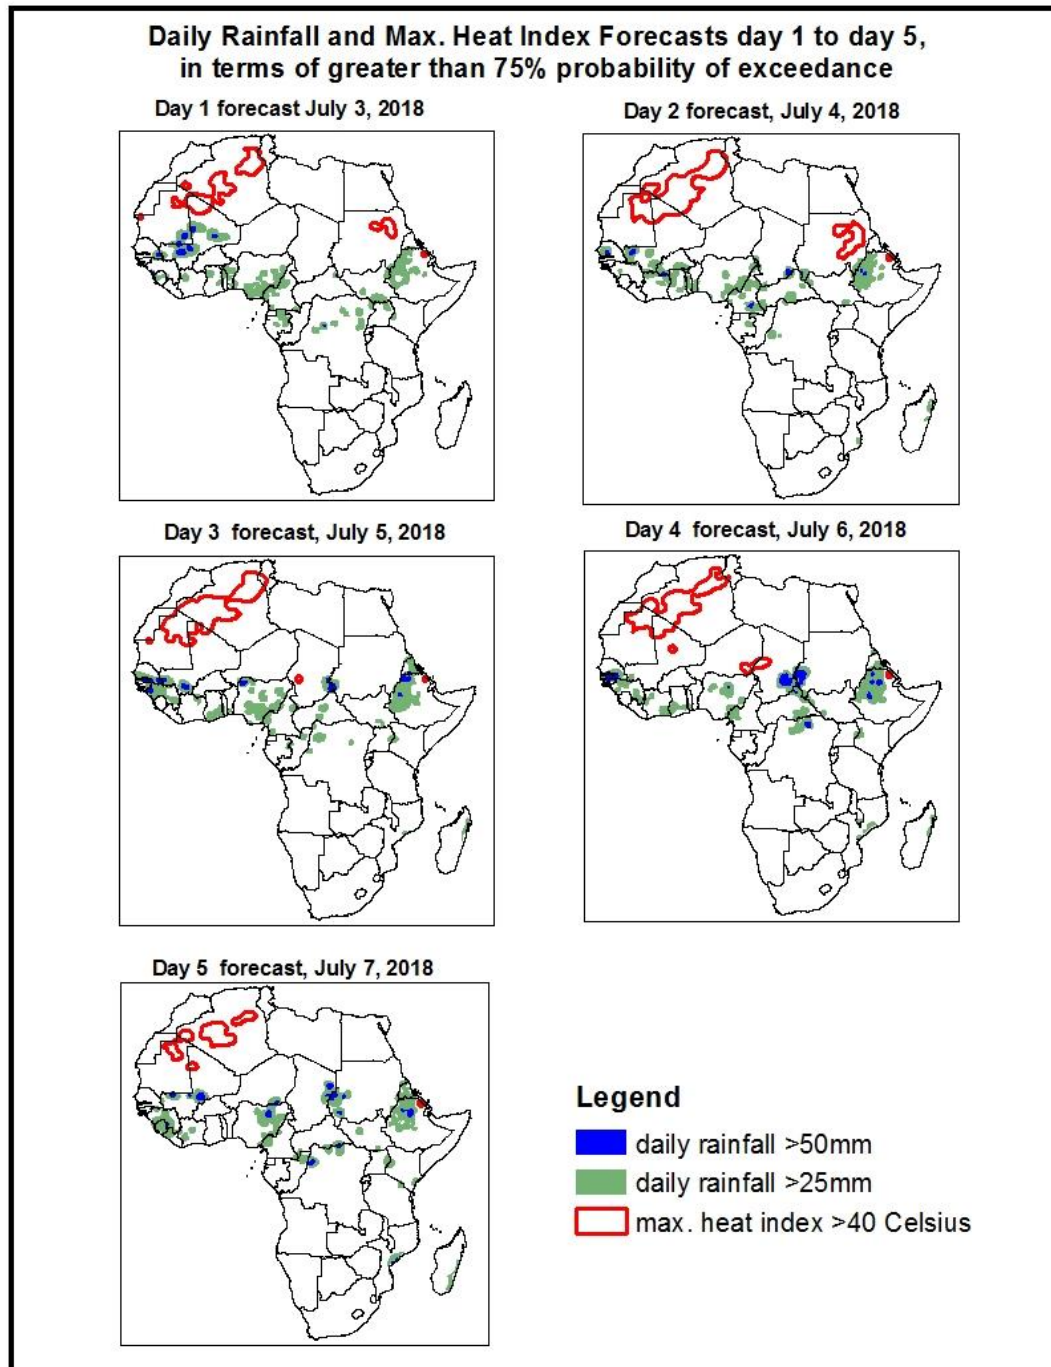 Daily Rainfall and Max. Heat Index Forecasts day 1 to day 5,
in terms of greater than 75% probability of exceedance
Day 1 forecast July 3, 2018
Day 2 forecast, July 4, 2018
Day 3 forecast, July 5, 2018
Day 4 forecast, July 6, 2018
Day 5 forecast, July 7, 2018
Legend
daily rainfall >50mm
daily rainfall >25mm
max. heat index >40 Celsius